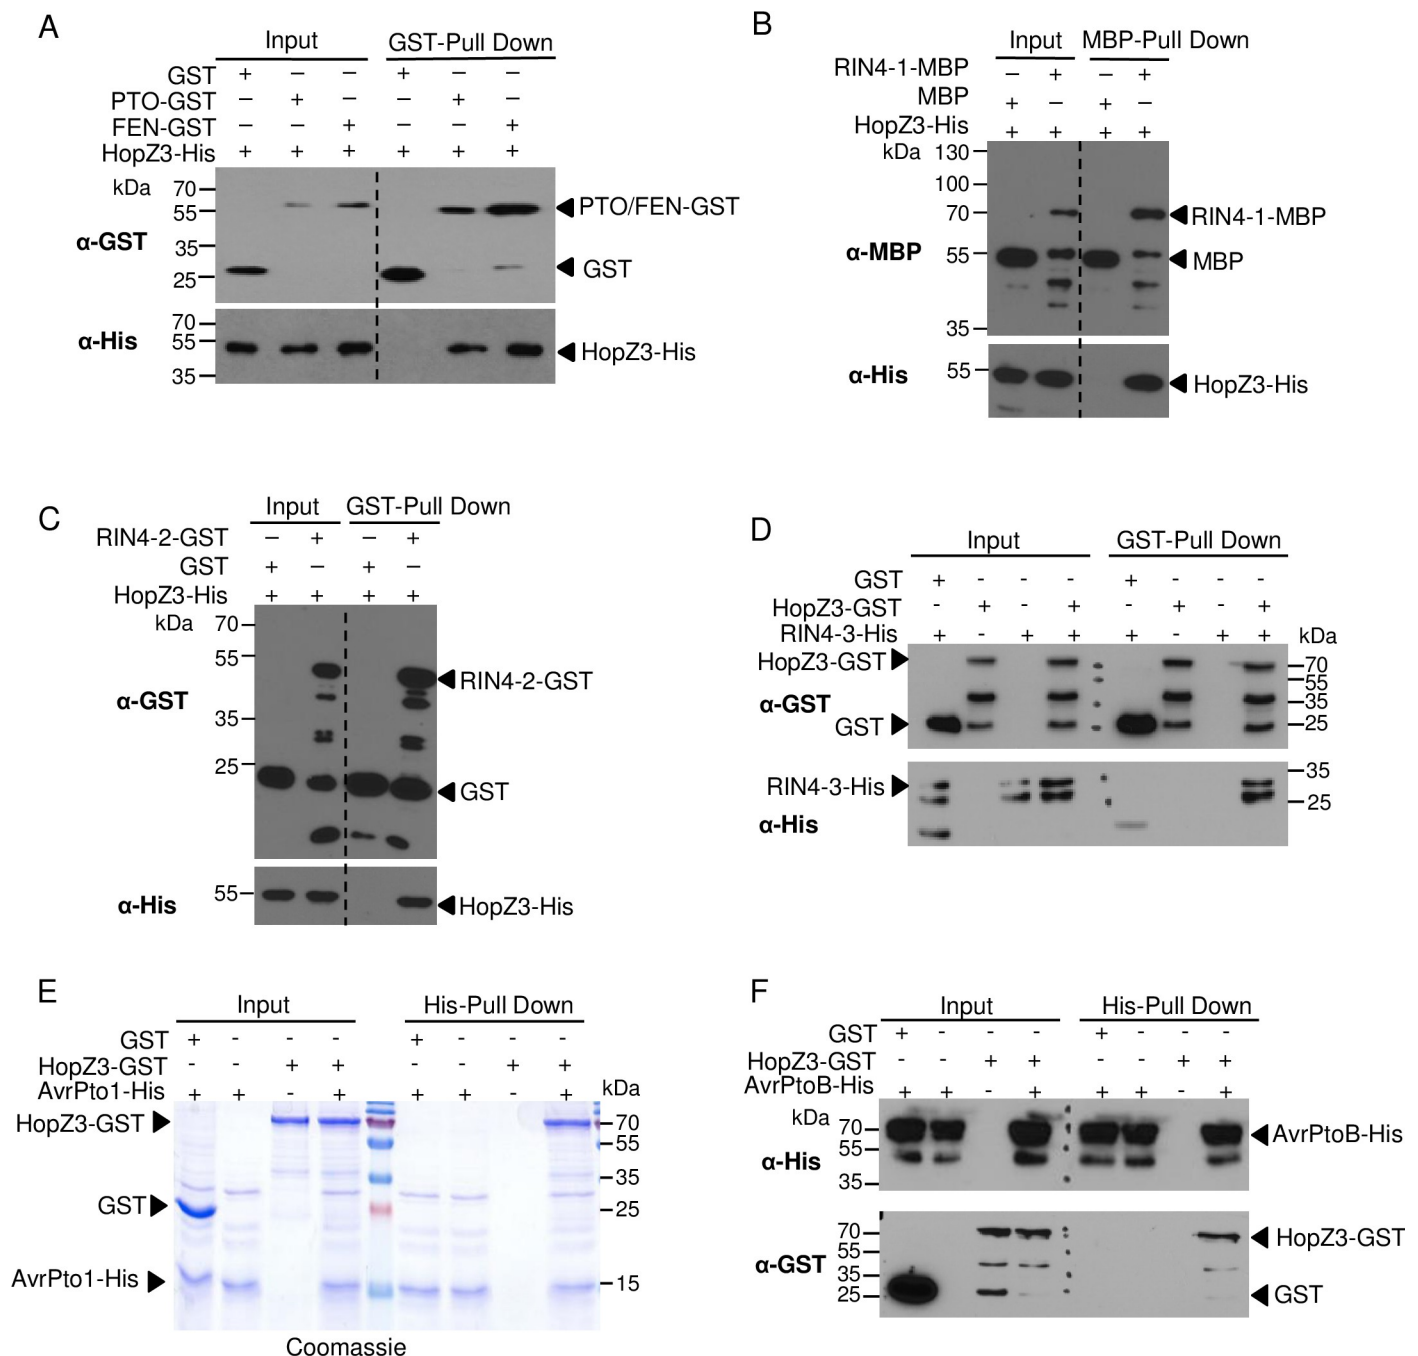 A
Input GST-Pull Down
GST + − − + − −
PTO-GST − + − − + −
FEN-GST − − + − − +
HopZ3-His + + + + + +
kDa 70
55
35
25
α-GST
PTO/FEN-GST
GST
70
55
35
α-His
HopZ3-His
B
Input MBP-Pull Down
RIN4-1-MBP − + − +
MBP + − + −
HopZ3-His + + + +
kDa 130
100
70
55
35
α-MBP
RIN4-1-MBP
MBP
55
α-His
HopZ3-His
C
Input GST-Pull Down
RIN4-2-GST − + − +
GST + − + −
HopZ3-His + + + +
kDa 70
55
35
25
α-GST
RIN4-2-GST
GST
55
α-His
HopZ3-His
D
Input GST-Pull Down
GST + - - - + - - -
HopZ3-GST - + - + - + - +
RIN4-3-His + - + + + - + +
kDa
HopZ3-GST
α-GST
GST
70
55
35
25
RIN4-3-His
α-His
35
25
E
Input His-Pull Down
GST + - - - + - - -
HopZ3-GST - - + + - - + +
AvrPto1-His + + - + + + - +
kDa
HopZ3-GST
GST
AvrPto1-His
70
55
35
25
15
Coomassie
F
Input His-Pull Down
GST + - - - + - - -
HopZ3-GST - - + + - - + +
AvrPtoB-His + + - + + + - +
kDa
70
55
35
α-His
AvrPtoB-His
70
55
35
25
α-GST
HopZ3-GST
GST